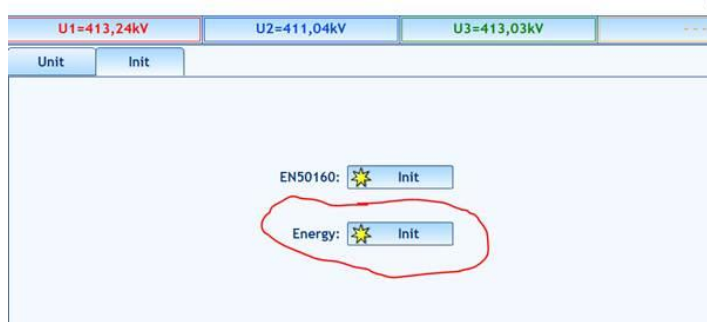 U1=413,24kV U2=411,04kV U3=413,03kV ---
Unit Init
EN50160: Init
Energy: Init